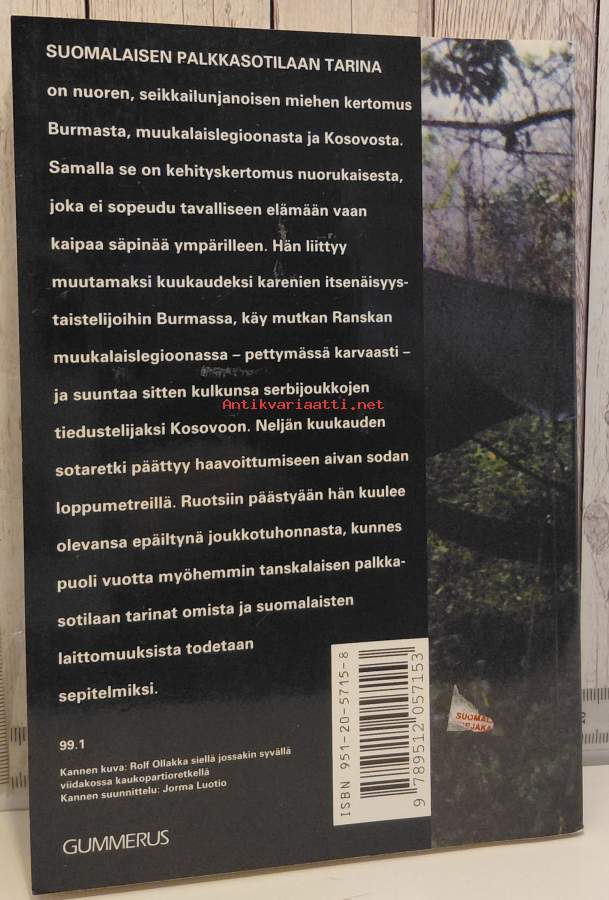 SUOMALAISEN PALKKASOTILAAN TARINA
on nuoren, seikkailunjanoisen miehen kertomus
Burmasta, muukalaislegioonasta ja Kosovosta.
Samalla se on kehityskertomus nuorukaisesta,
joka ei sopeudu tavalliseen elämään vaan
kaipaa säpinää ympärilleen. Hän liittyy
muutamaksi kuukaudeksi karenien itsenäisyys-
taistelijoihin Burmassa, käy mutkan Ranskan
muukalaislegioonassa – pettymässä karvaasti –
ja suuntaa sitten kulkunsa serbijoukkojen
Antikvariaatti.net
tiedustelijaksi Kosovoon. Neljän kuukauden
sotaretki päättyy haavoittumiseen aivan sodan
loppumetreillä. Ruotsiin päästyään hän kuulee
olevansa epäiltynä joukkotuhonnasta, kunnes
puoli vuotta myöhemmin tanskalaisen palkka-
sotilaan tarinat omista ja suomalaisten
laittomuuksista todetaan
sepitelmiksi.
99.1
Kannen kuva: Rolf Ollakka siellä jossakin syvällä
viidakossa kaukopartioretkellä
Kannen suunnittelu: Jorma Luotio
GUMMERUS
ISBN 951-20-5715-8
9 789512 057153
SUOMAL